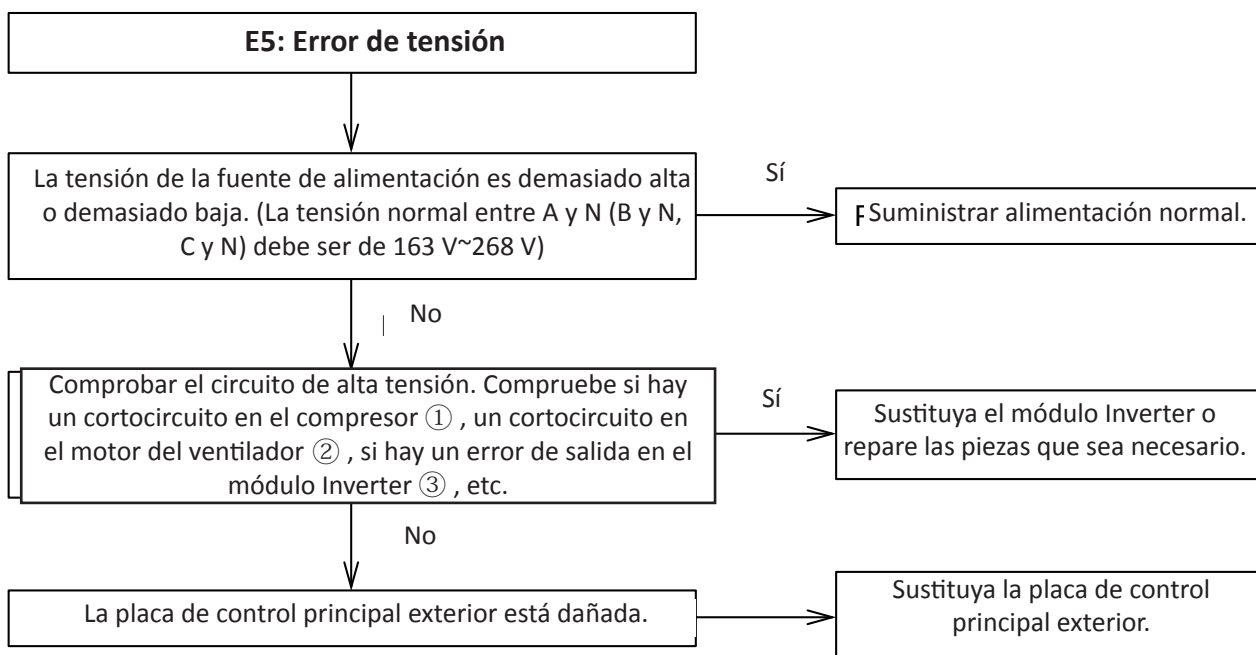 E5: Error de tensión
La tensión de la fuente de alimentación es demasiado alta
o demasiado baja. (La tensión normal entre A y N (B y N,
C y N) debe ser de 163 V~268 V)
Sí
Suministrar alimentación normal.
No
Comprobar el circuito de alta tensión. Compruebe si hay
un cortocircuito en el compresor ① , un cortocircuito en
el motor del ventilador ② , si hay un error de salida en el
módulo Inverter ③ , etc.
Sí
Sustituya el módulo Inverter o
repare las piezas que sea necesario.
No
La placa de control principal exterior está dañada.
Sustituya la placa de control
principal exterior.